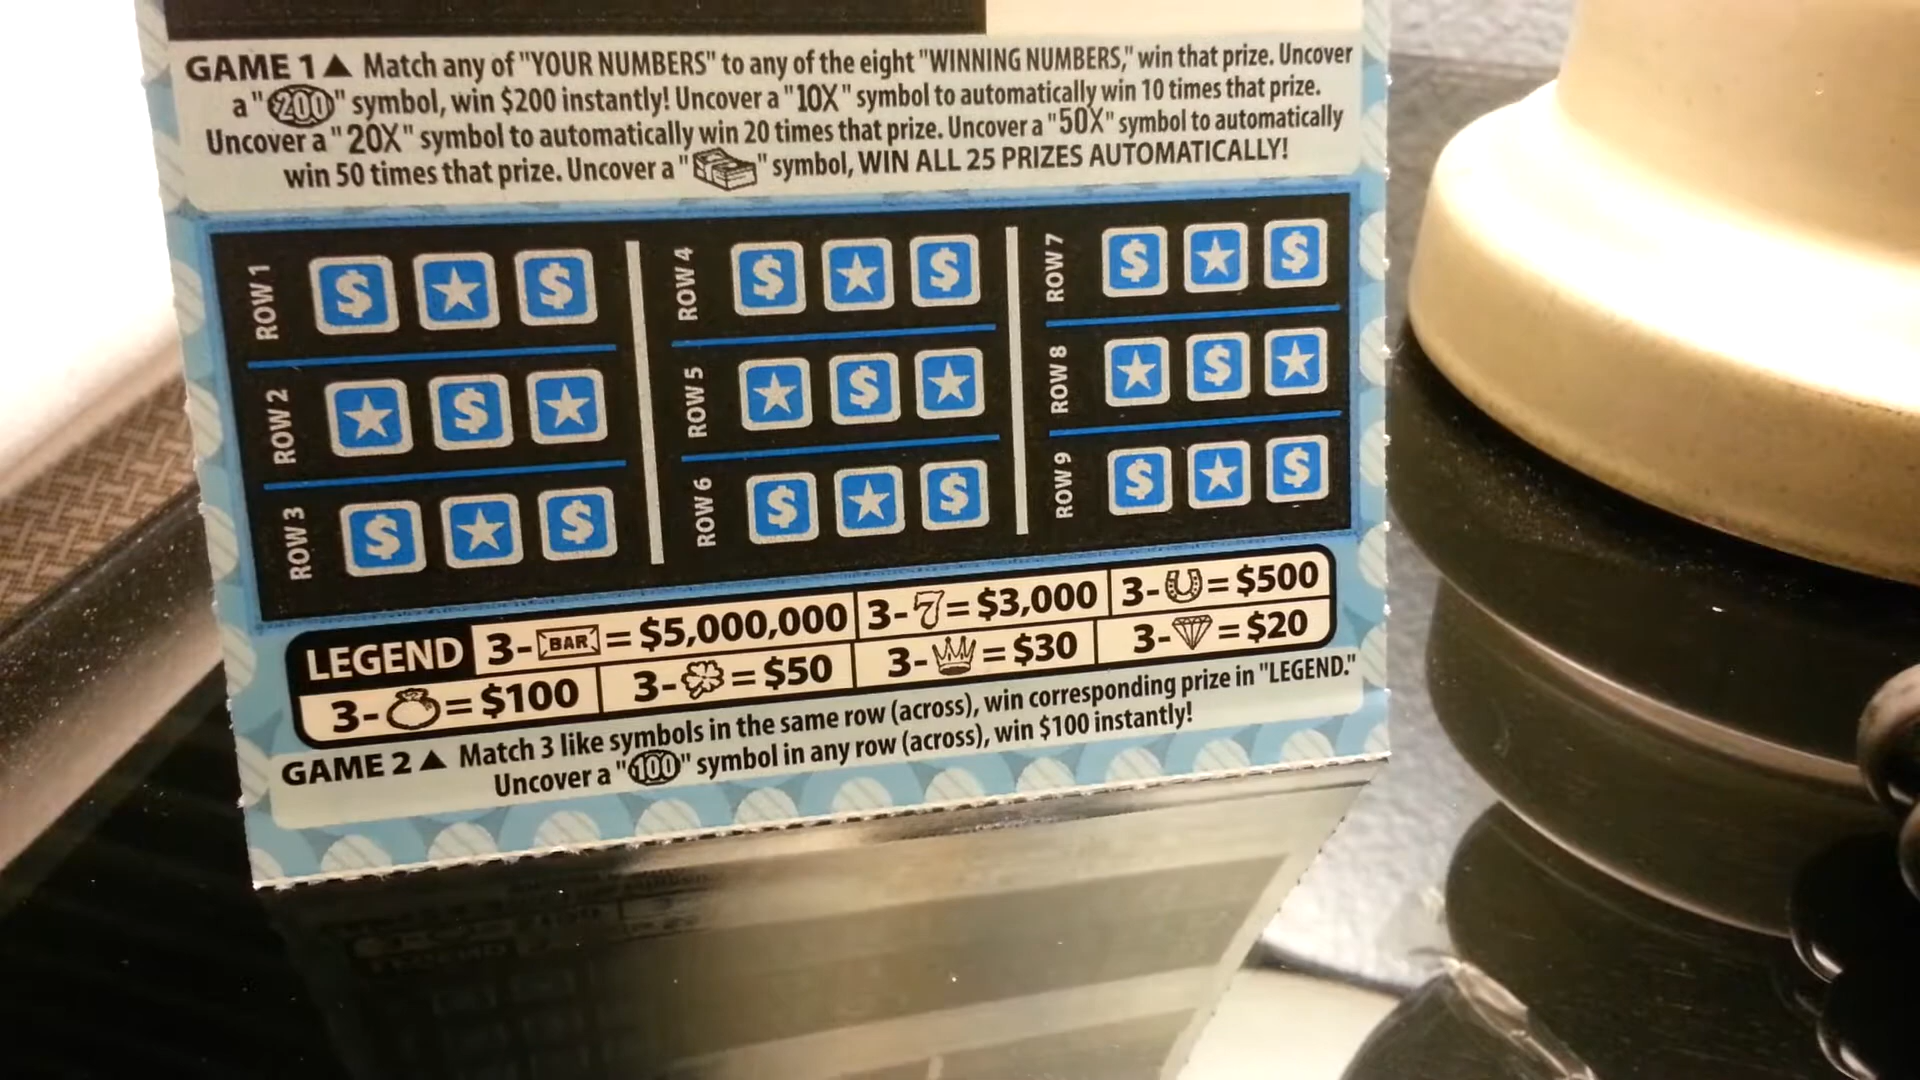 GAME 1▲ Match any of "YOUR NUMBERS" to any of the eight "WINNING NUMBERS," win that prize. Uncover
a "200" symbol, win $200 instantly! Uncover a "10X" symbol to automatically win 10 times that prize.
Uncover a "20X" symbol to automatically win 20 times that prize. Uncover a "50X" symbol to automatically
win 50 times that prize. Uncover a " " symbol, WIN ALL 25 PRIZES AUTOMATICALLY!
ROW 1 $ ★ $
ROW 2 ★ $ ★
ROW 3 $ ★ $
ROW 4 $ ★ $
ROW 5 ★ $ ★
ROW 6 $ ★ $
ROW 7 $ ★ $
ROW 8 ★ $ ★
ROW 9 $ ★ $
LEGEND 3- BAR = $5,000,000 3- 7 = $3,000 3- = $500
3- = $100 3- = $50 3- = $30 3- = $20
GAME 2▲ Match 3 like symbols in the same row (across), win corresponding prize in "LEGEND."
Uncover a "100" symbol in any row (across), win $100 instantly!